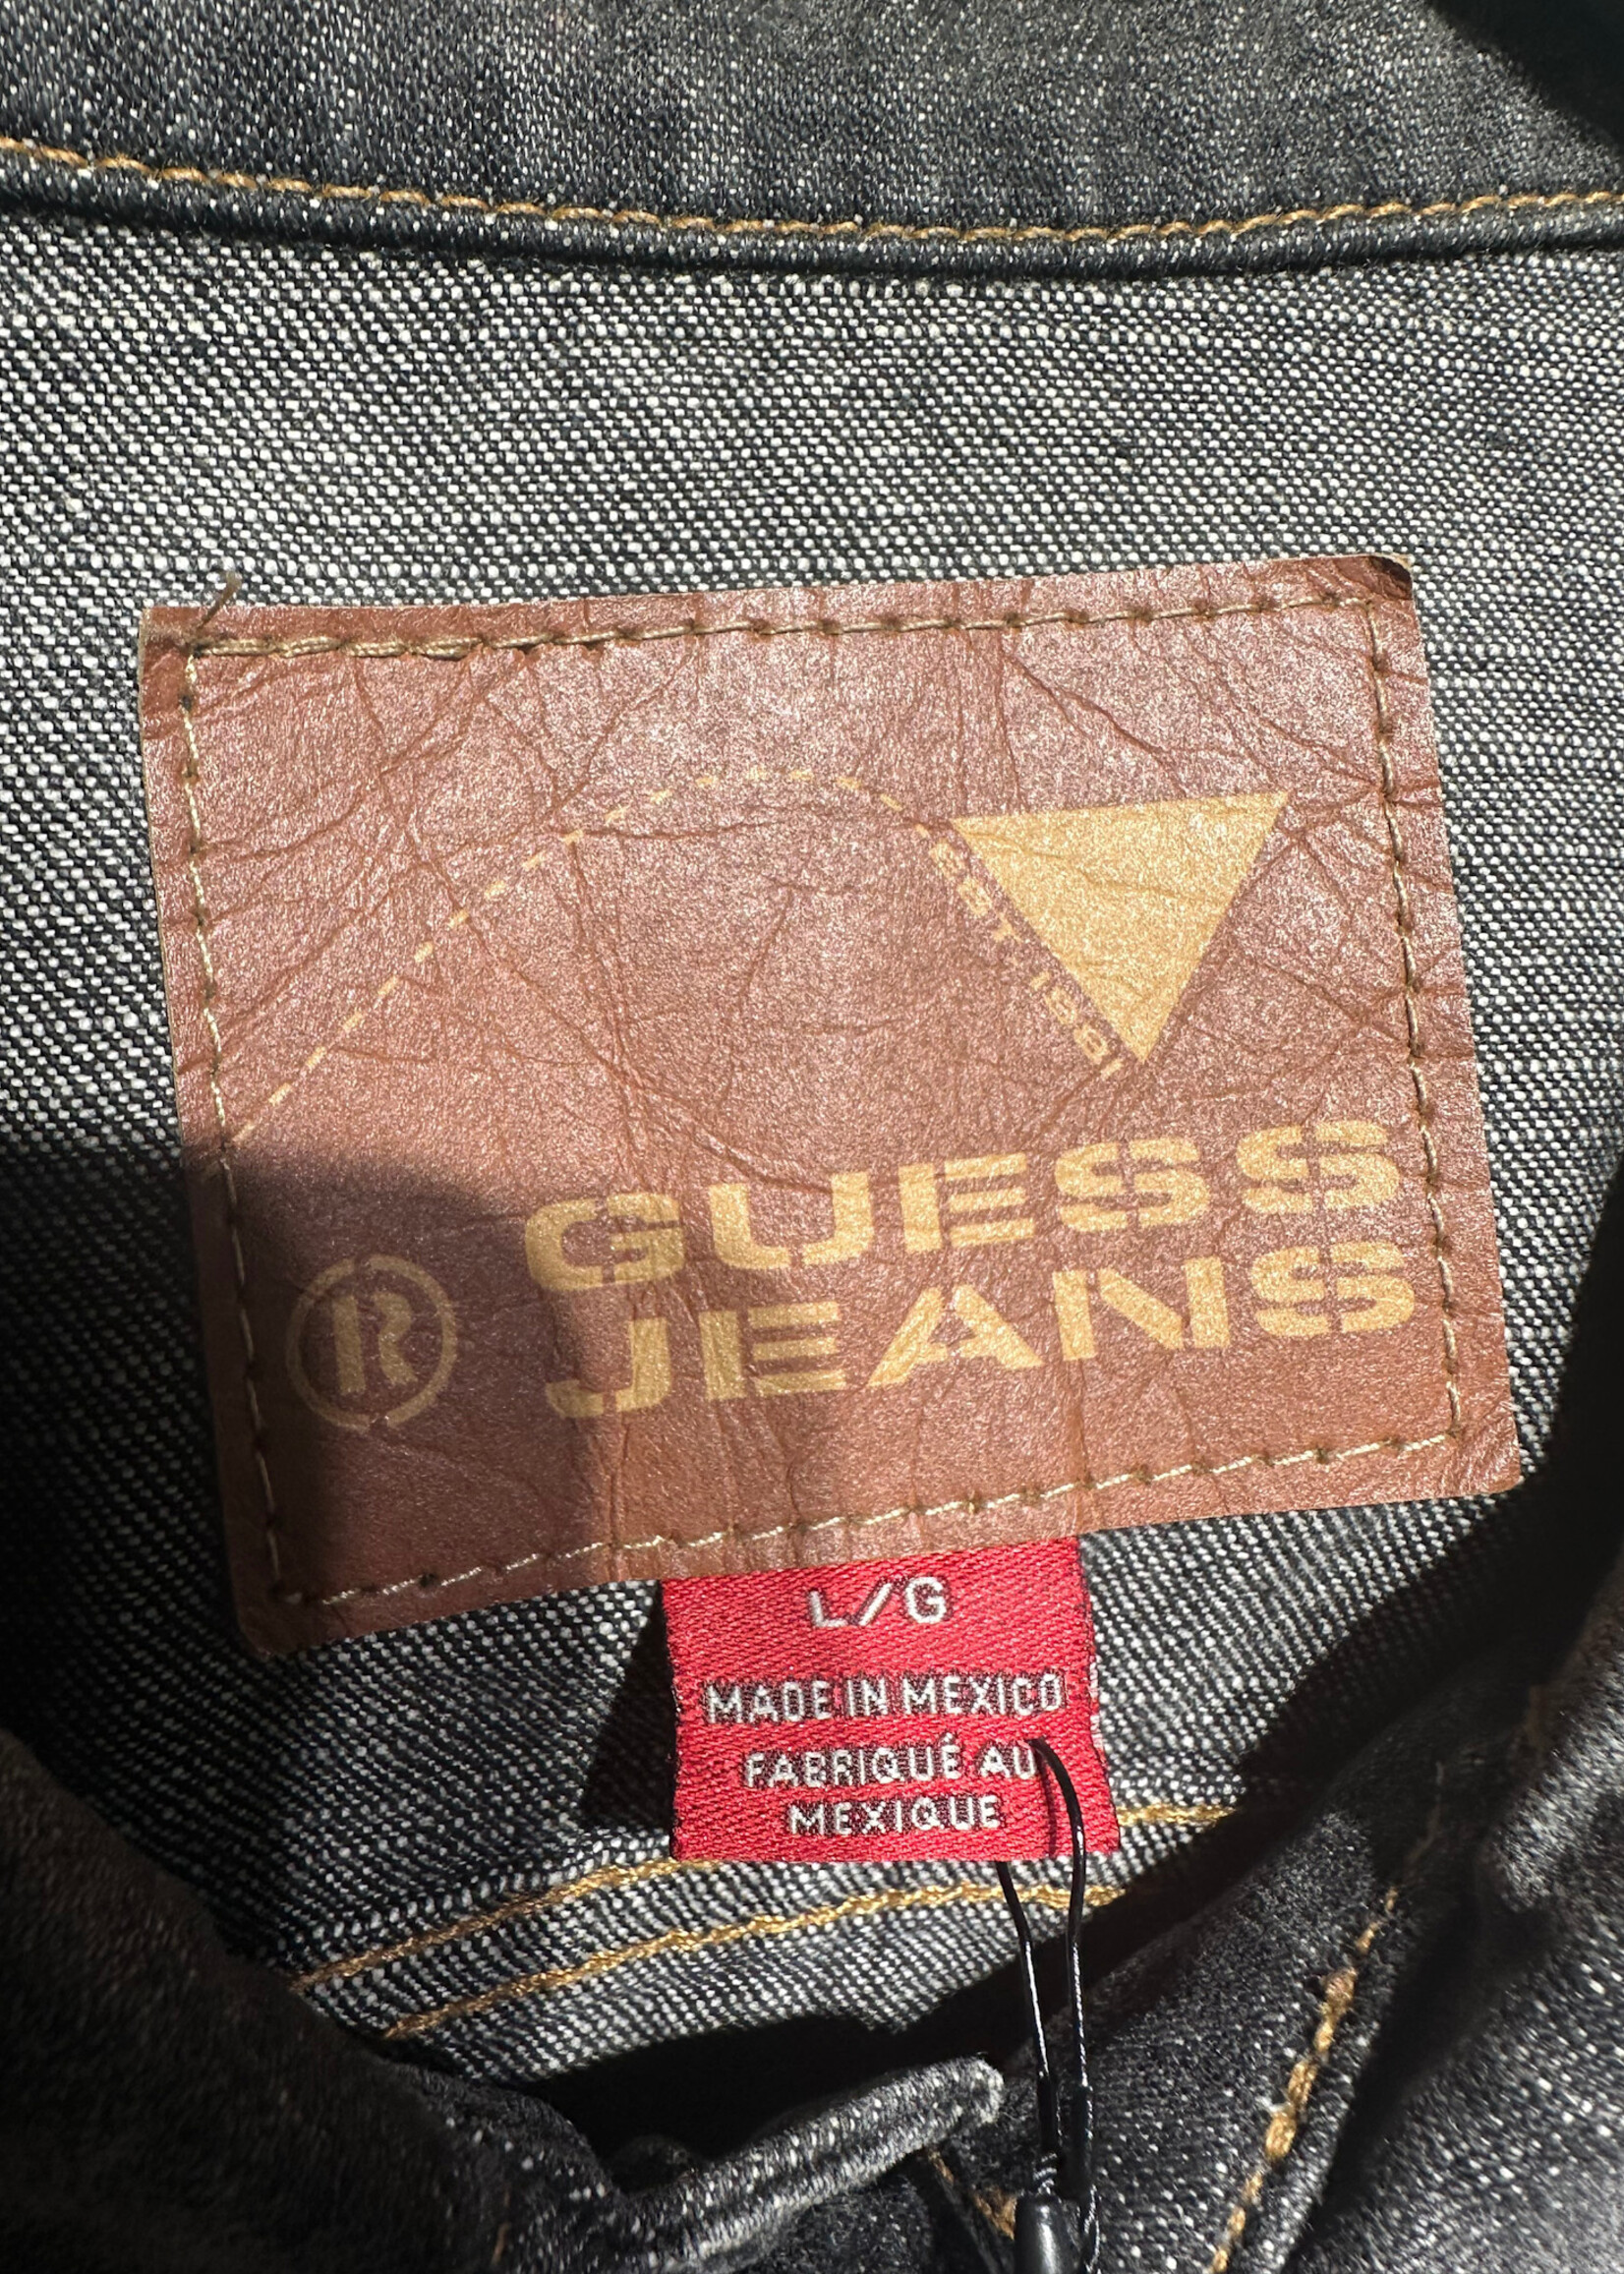 EST. 1981
GUESS
® JEANS
L/G
MADE IN MEXICO
FABRIQUÉ AU
MEXIQUE